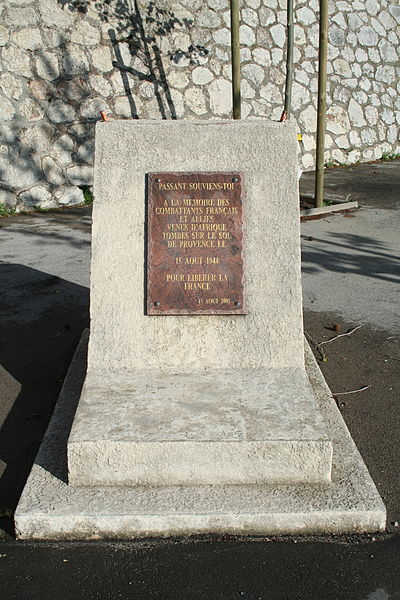 PASSANT SOUVIENS-TOI
A LA MEMOIRE DES
COMBATTANTS FRANÇAIS
ET ALLIES
VENUS D'AFRIQUE
TOMBES SUR LE SOL
DE PROVENCE LE
15 AOUT 1944
POUR LIBERER LA
FRANCE
15 AOUT 2001